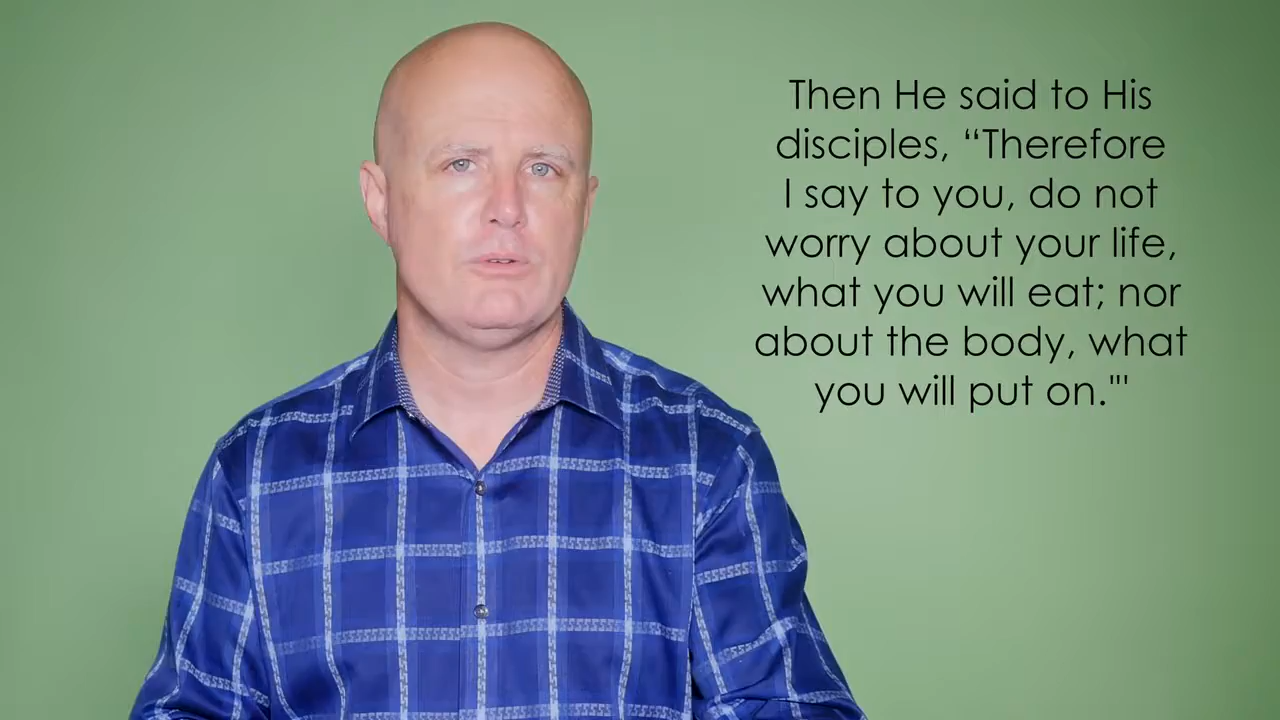 Then He said to His
disciples, “Therefore
I say to you, do not
worry about your life,
what you will eat; nor
about the body, what
you will put on."'